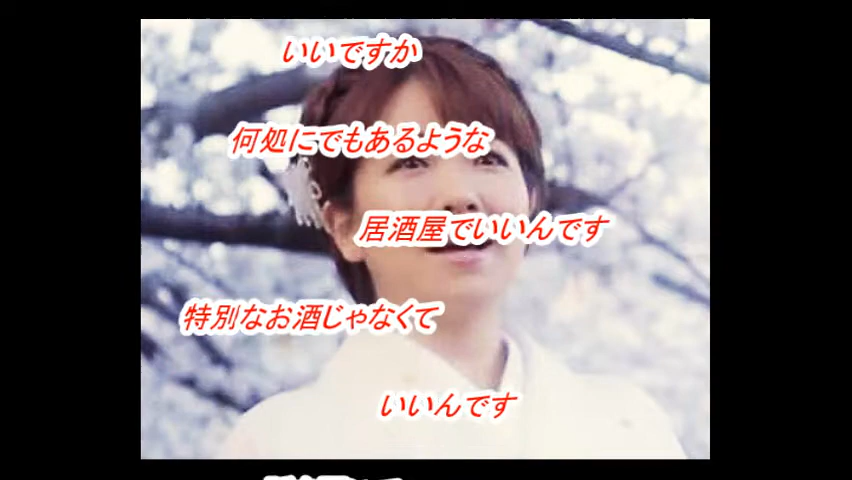 いいですか
何処にでもあるような
居酒屋でいいんです
特別なお酒じゃなくて
いいんです